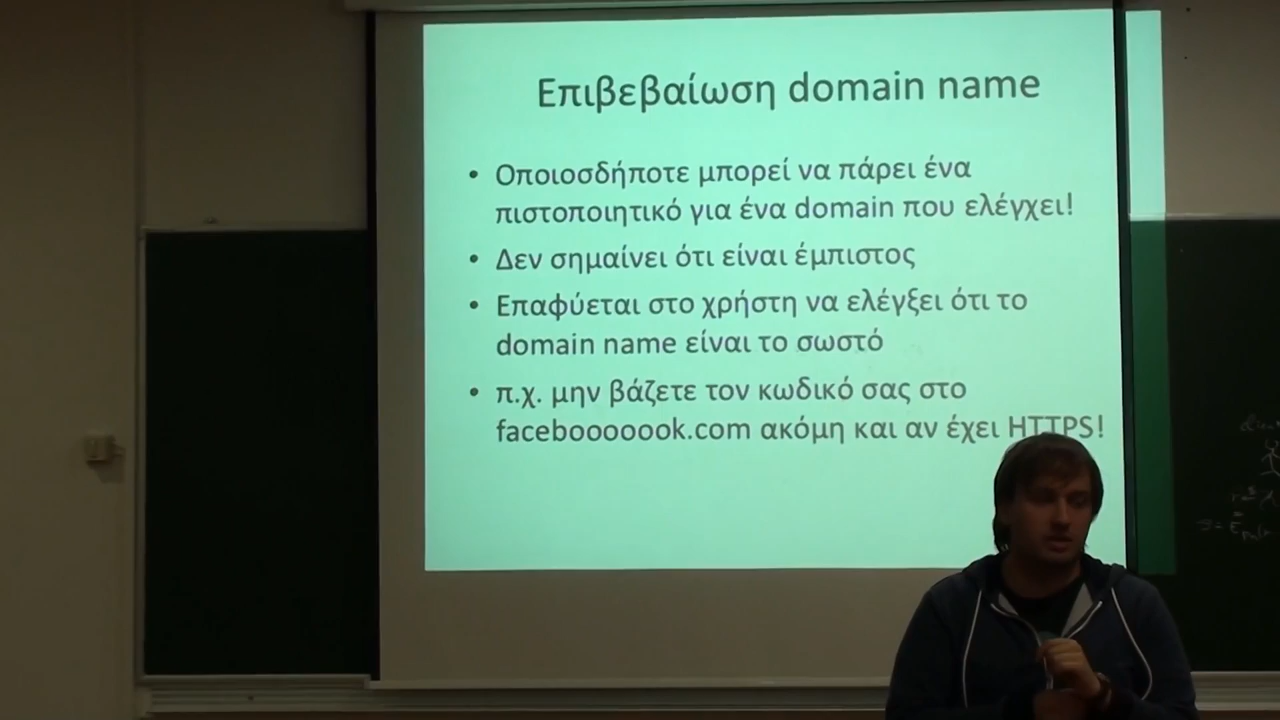 Επιβεβαίωση domain name
• Οποιοσδήποτε μπορεί να πάρει ένα
πιστοποιητικό για ένα domain που ελέγχει!
• Δεν σημαίνει ότι είναι έμπιστος
• Επαφύεται στο χρήστη να ελέγξει ότι το
domain name είναι το σωστό
• π.χ. μην βάζετε τον κωδικό σας στο
facebooooook.com ακόμη και αν έχει HTTPS!